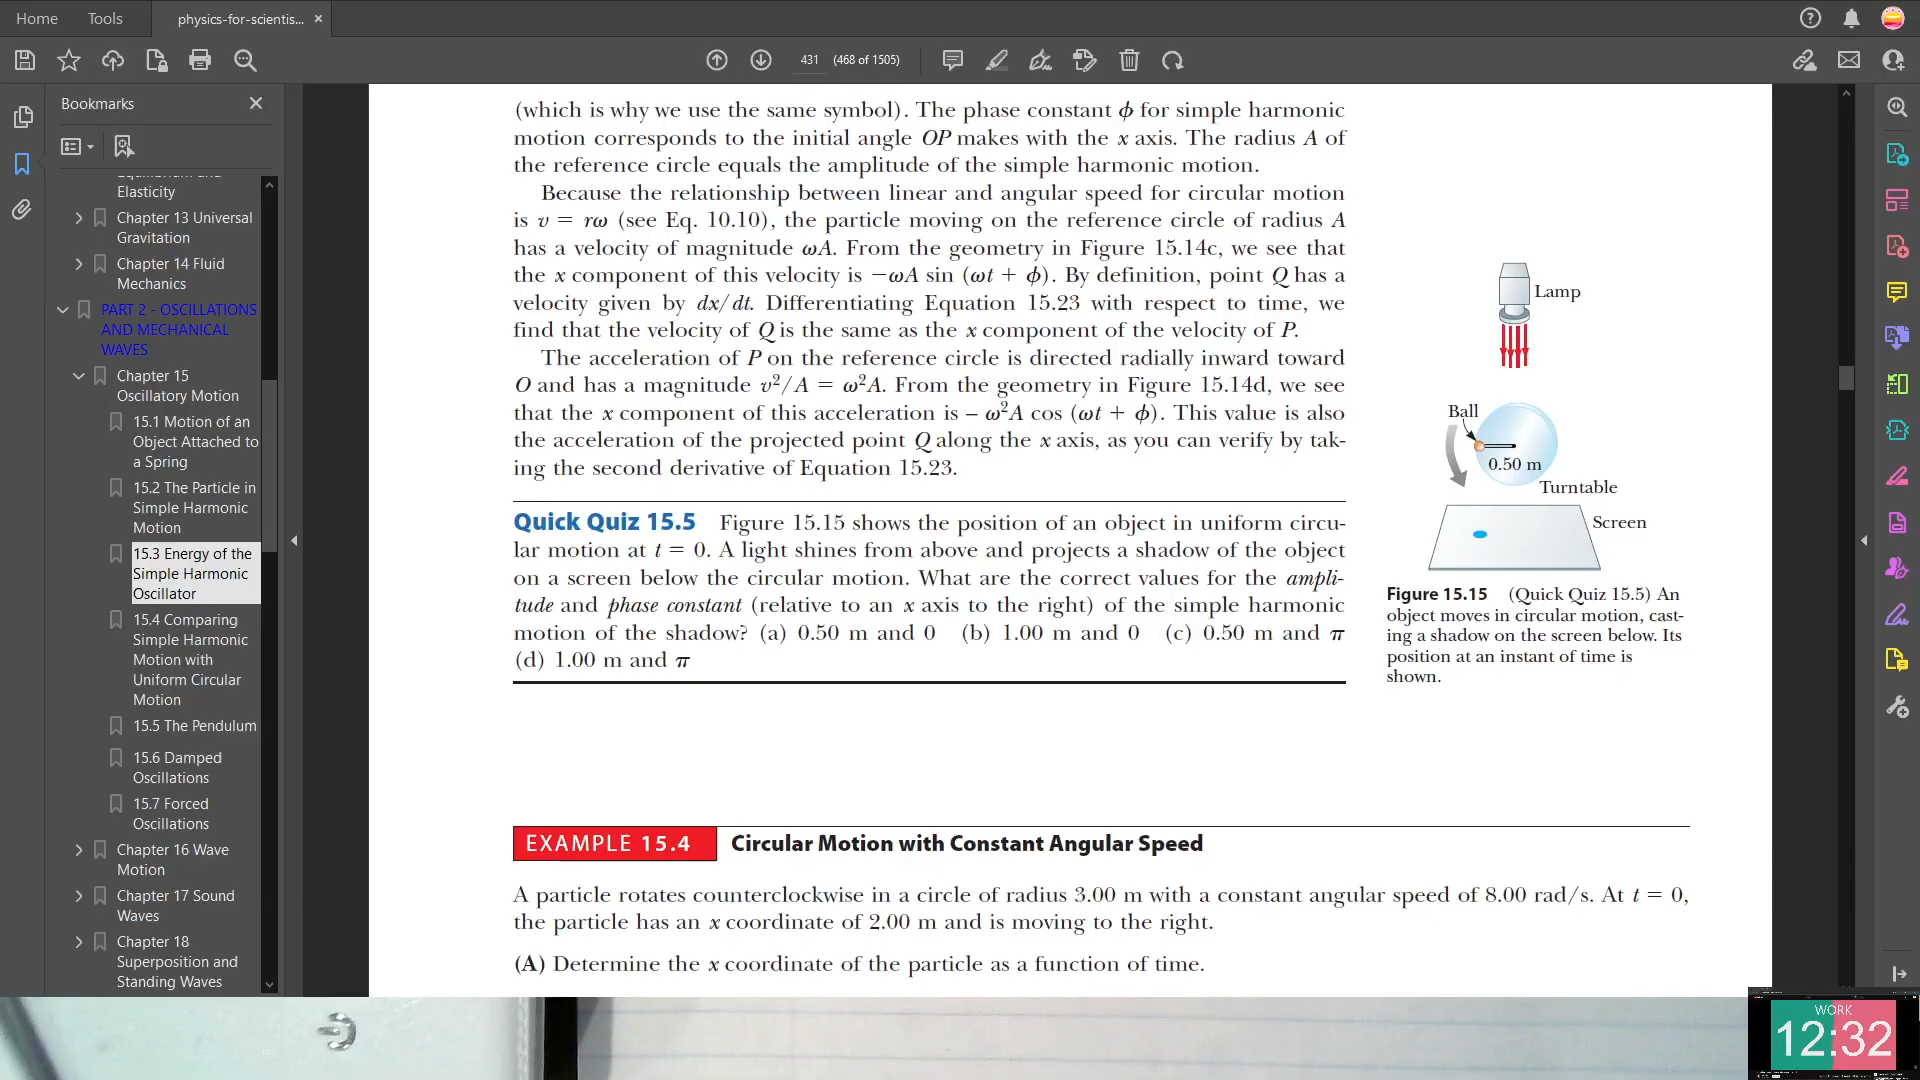 Home
Tools
physics-for-scientis...
431
(468 of 1505)
Bookmarks
Elasticity
Chapter 13 Universal
Gravitation
Chapter 14 Fluid
Mechanics
PART 2 - OSCILLATIONS
AND MECHANICAL
WAVES
Chapter 15
Oscillatory Motion
15.1 Motion of an
Object Attached to
a Spring
15.2 The Particle in
Simple Harmonic
Motion
15.3 Energy of the
Simple Harmonic
Oscillator
15.4 Comparing
Simple Harmonic
Motion with
Uniform Circular
Motion
15.5 The Pendulum
15.6 Damped
Oscillations
15.7 Forced
Oscillations
Chapter 16 Wave
Motion
Chapter 17 Sound
Waves
Chapter 18
Superposition and
Standing Waves
(which is why we use the same symbol). The phase constant ϕ for simple harmonic
motion corresponds to the initial angle OP makes with the x axis. The radius A of
the reference circle equals the amplitude of the simple harmonic motion.
Because the relationship between linear and angular speed for circular motion
is v = rω (see Eq. 10.10), the particle moving on the reference circle of radius A
has a velocity of magnitude ωA. From the geometry in Figure 15.14c, we see that
the x component of this velocity is −ωA sin (ωt + ϕ). By definition, point Q has a
velocity given by dx/dt. Differentiating Equation 15.23 with respect to time, we
find that the velocity of Q is the same as the x component of the velocity of P.
The acceleration of P on the reference circle is directed radially inward toward
O and has a magnitude v²/A = ω²A. From the geometry in Figure 15.14d, we see
that the x component of this acceleration is – ω²A cos (ωt + ϕ). This value is also
the acceleration of the projected point Q along the x axis, as you can verify by tak-
ing the second derivative of Equation 15.23.
Quick Quiz 15.5 Figure 15.15 shows the position of an object in uniform circu-
lar motion at t = 0. A light shines from above and projects a shadow of the object
on a screen below the circular motion. What are the correct values for the ampli-
tude and phase constant (relative to an x axis to the right) of the simple harmonic
motion of the shadow? (a) 0.50 m and 0 (b) 1.00 m and 0 (c) 0.50 m and π
(d) 1.00 m and π
Lamp
Ball
0.50 m
Turntable
Screen
Figure 15.15 (Quick Quiz 15.5) An
object moves in circular motion, cast-
ing a shadow on the screen below. Its
position at an instant of time is
shown.
EXAMPLE 15.4 Circular Motion with Constant Angular Speed
A particle rotates counterclockwise in a circle of radius 3.00 m with a constant angular speed of 8.00 rad/s. At t = 0,
the particle has an x coordinate of 2.00 m and is moving to the right.
(A) Determine the x coordinate of the particle as a function of time.
WORK
12:32